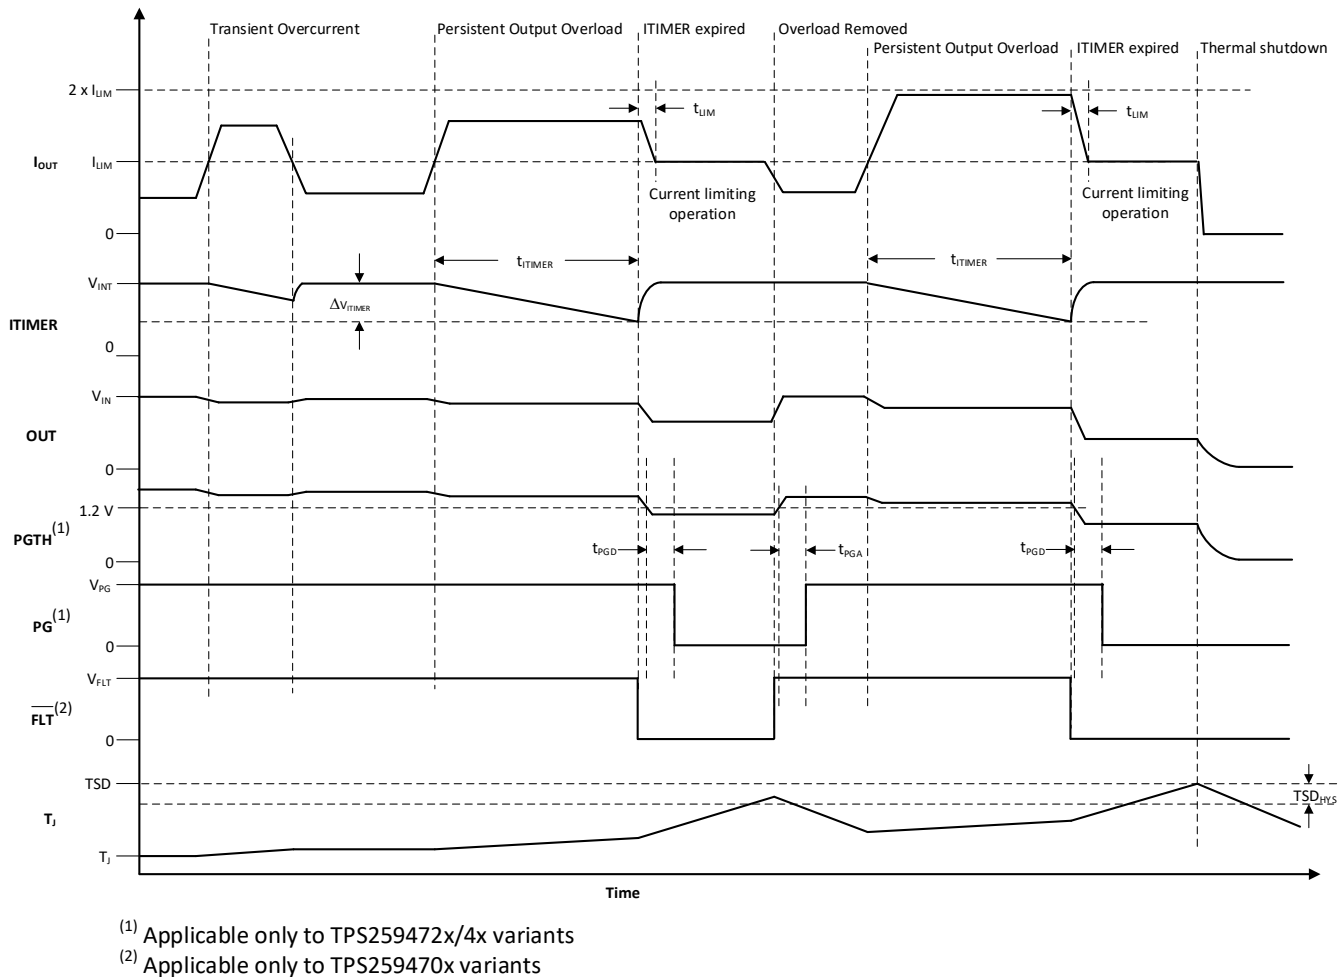 Transient Overcurrent
Persistent Output Overload
ITIMER expired
Overload Removed
Persistent Output Overload
ITIMER expired
Thermal shutdown
2 x ILIM
tLIM
tLIM
IOUT
ILIM
Current limiting
operation
Current limiting
operation
0
VINT
tITIMER
tITIMER
ΔVITIMER
ITIMER
0
VIN
OUT
0
1.2 V
PGTH(1)
tPGD
tPGA
tPGD
0
VPG
PG(1)
0
VFLT
FLT(2)
0
TSD
TSDHYS
TJ
TJ
Time
(1) Applicable only to TPS259472x/4x variants
(2) Applicable only to TPS259470x variants